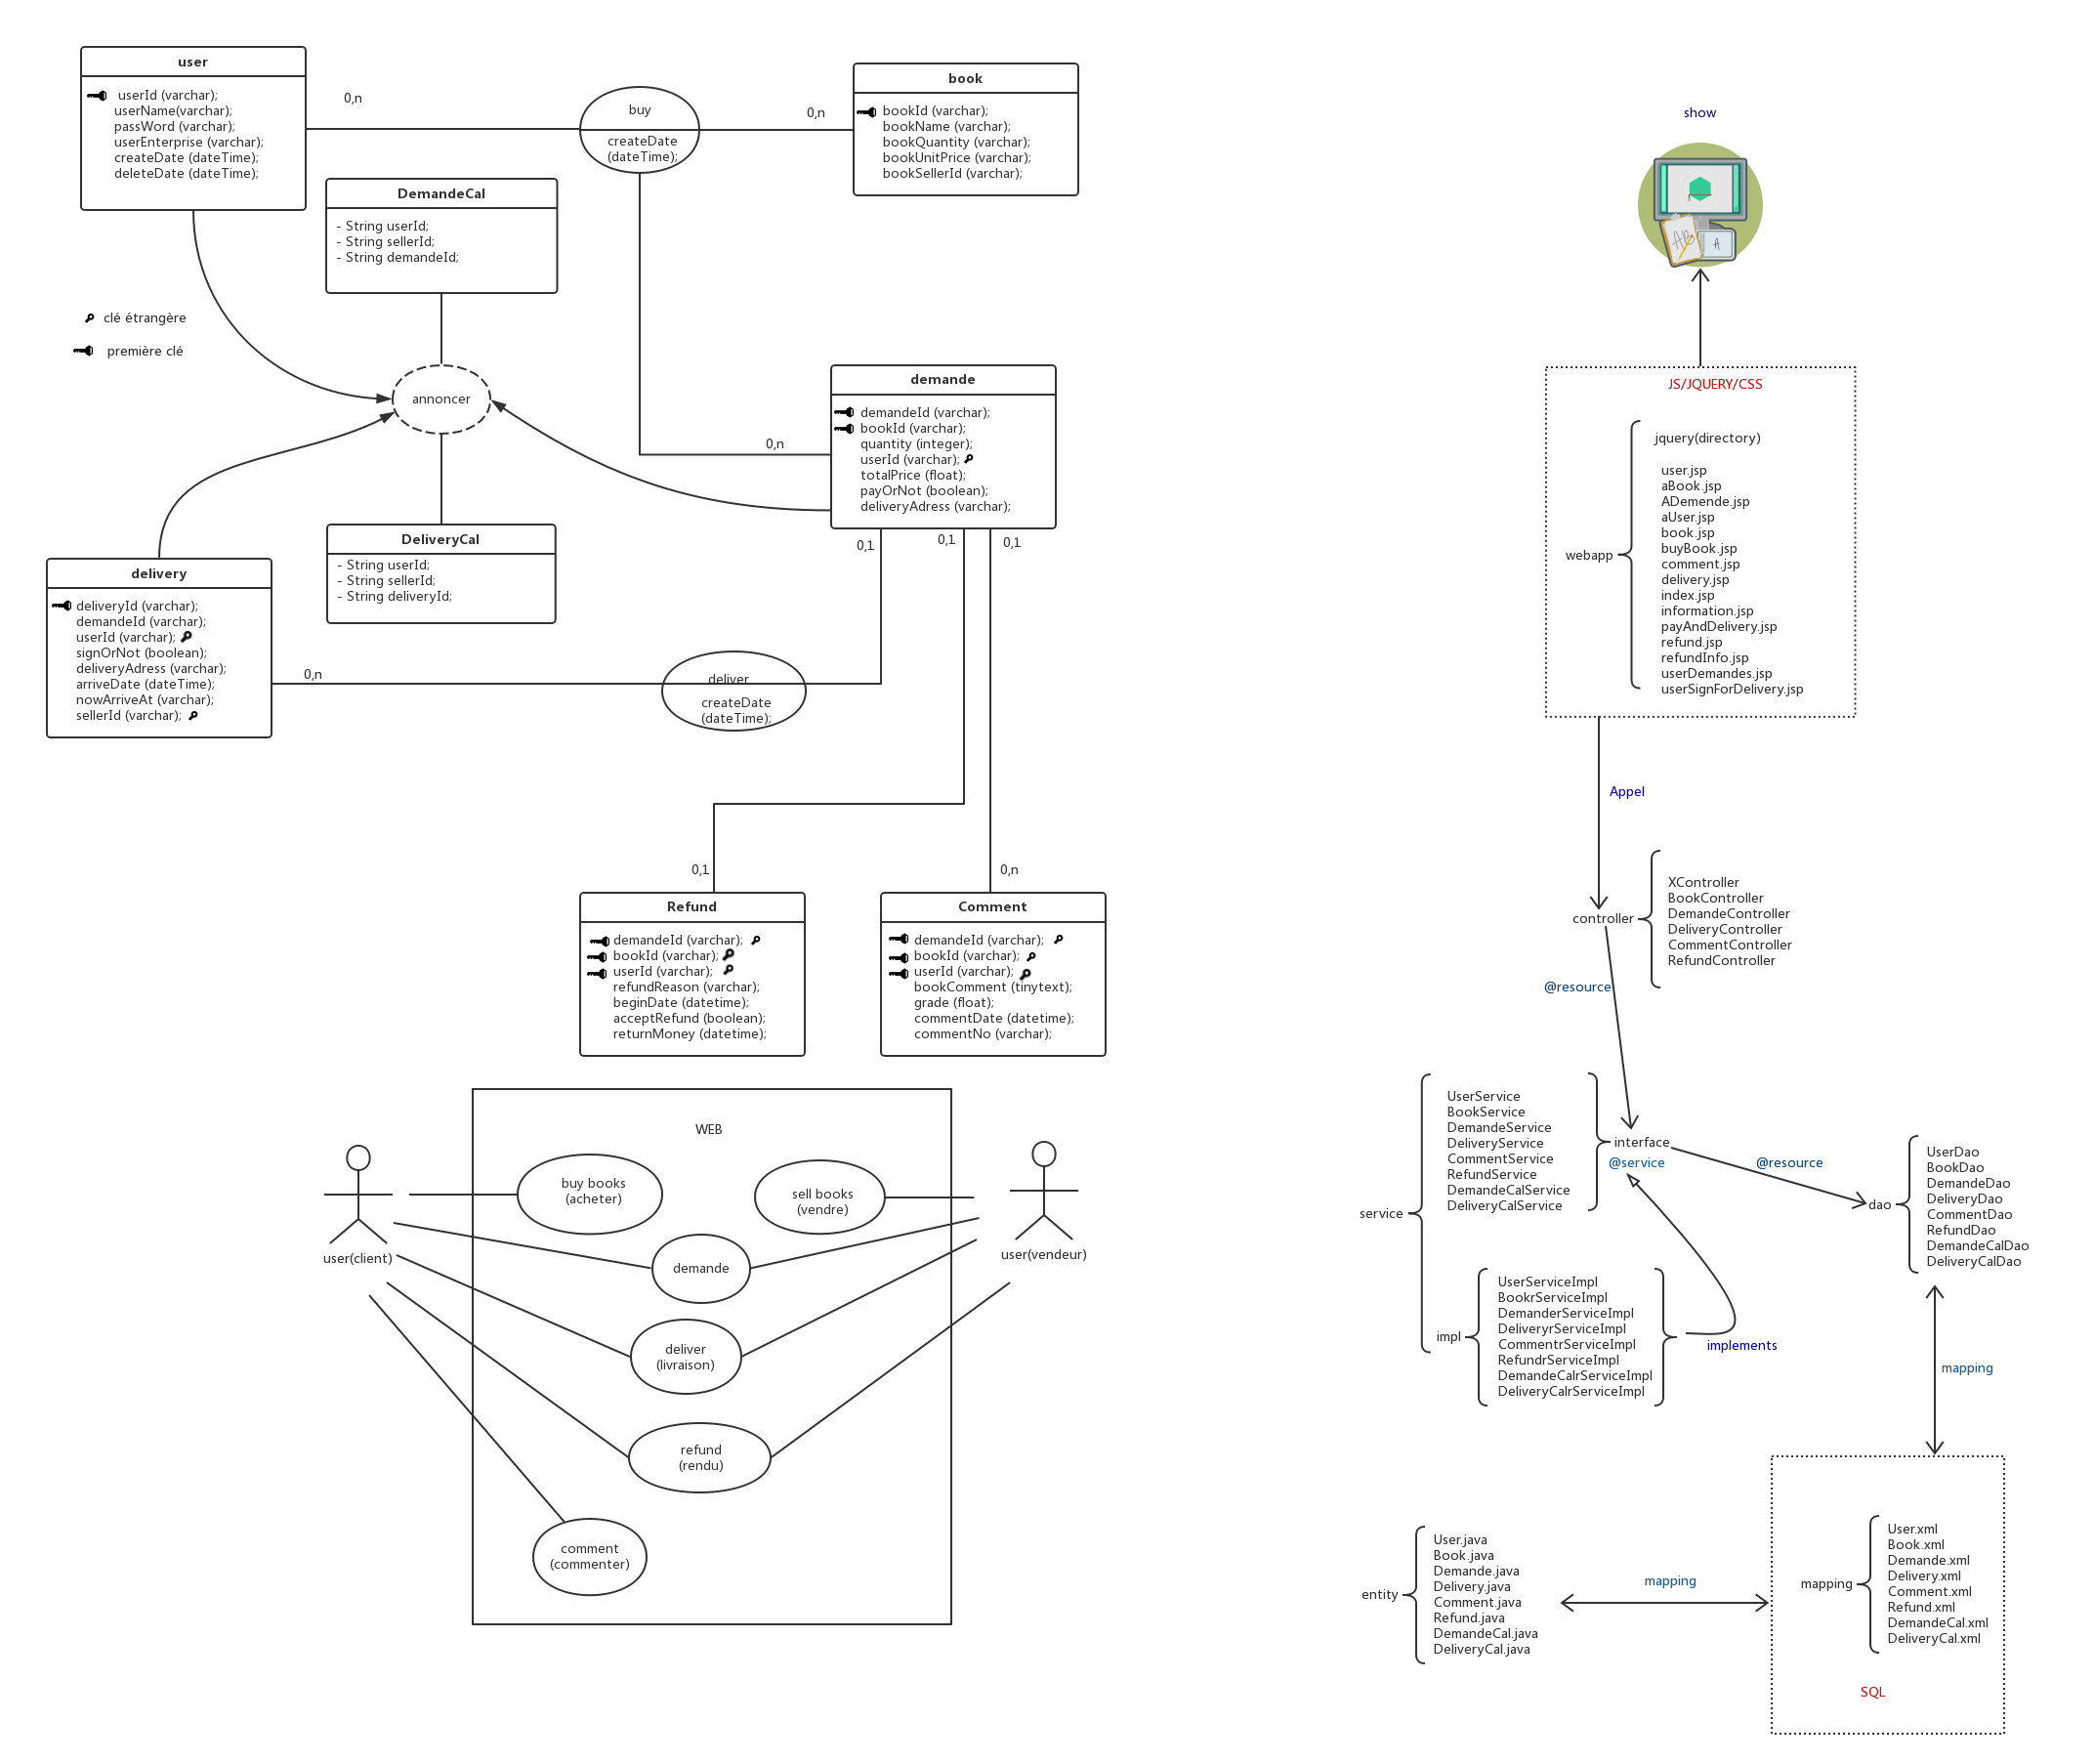 user
userId (varchar);
userName(varchar);
passWord (varchar);
userEnterprise (varchar);
createDate (dateTime);
deleteDate (dateTime);
0,n
buy
createDate
(dateTime);
0,n
book
bookId (varchar);
bookName (varchar);
bookQuantity (varchar);
bookUnitPrice (varchar);
bookSellerId (varchar);
DemandeCal
- String userId;
- String sellerId;
- String demandeId;
clé étrangère
première clé
annoncer
demande
demandeId (varchar);
bookId (varchar);
quantity (integer);
userId (varchar);
totalPrice (float);
payOrNot (boolean);
deliveryAdress (varchar);
0,n
0,1
0,1
0,1
DeliveryCal
- String userId;
- String sellerId;
- String deliveryId;
delivery
deliveryId (varchar);
demandeId (varchar);
userId (varchar);
signOrNot (boolean);
deliveryAdress (varchar);
arriveDate (dateTime);
nowArriveAt (varchar);
sellerId (varchar);
0,n
deliver
createDate
(dateTime);
0,1
0,n
Refund
demandeId (varchar);
bookId (varchar);
userId (varchar);
refundReason (varchar);
beginDate (datetime);
acceptRefund (boolean);
returnMoney (datetime);
Comment
demandeId (varchar);
bookId (varchar);
userId (varchar);
bookComment (tinytext);
grade (float);
commentDate (datetime);
commentNo (varchar);
WEB
buy books
(acheter)
sell books
(vendre)
user(client)
user(vendeur)
demande
deliver
(livraison)
refund
(rendu)
comment
(commenter)
show
JS/JQUERY/CSS
jquery(directory)
user.jsp
aBook.jsp
ADemende.jsp
aUser.jsp
book.jsp
buyBook.jsp
comment.jsp
delivery.jsp
index.jsp
information.jsp
payAndDelivery.jsp
refund.jsp
refundInfo.jsp
userDemandes.jsp
userSignForDelivery.jsp
webapp
Appel
controller
XController
BookController
DemandeController
DeliveryController
CommentController
RefundController
@resource
service
UserService
BookService
DemandeService
DeliveryService
CommentService
RefundService
DemandeCalService
DeliveryCalService
interface
@service
@resource
dao
UserDao
BookDao
DemandeDao
DeliveryDao
CommentDao
RefundDao
DemandeCalDao
DeliveryCalDao
impl
UserServiceImpl
BookrServiceImpl
DemanderServiceImpl
DeliveryrServiceImpl
CommentrServiceImpl
RefundrServiceImpl
DemandeCalrServiceImpl
DeliveryCalrServiceImpl
implements
mapping
entity
User.java
Book.java
Demande.java
Delivery.java
Comment.java
Refund.java
DemandeCal.java
DeliveryCal.java
mapping
mapping
User.xml
Book.xml
Demande.xml
Delivery.xml
Comment.xml
Refund.xml
DemandeCal.xml
DeliveryCal.xml
SQL